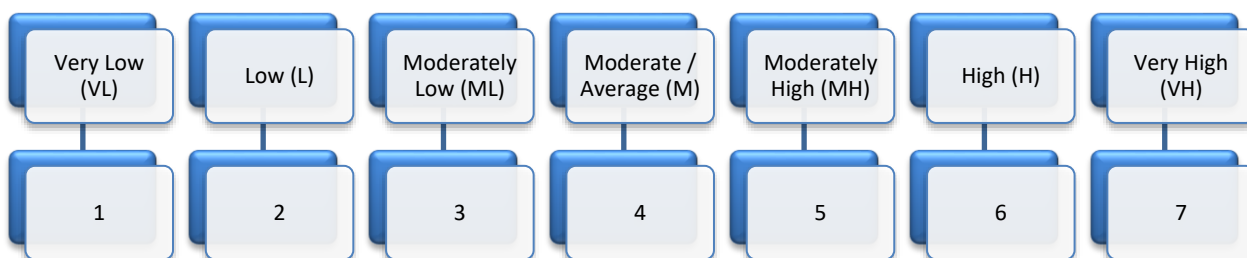 Very Low
(VL)
Low (L)
Moderately
Low (ML)
Moderate /
Average (M)
Moderately
High (MH)
High (H)
Very High
(VH)
1
2
3
4
5
6
7